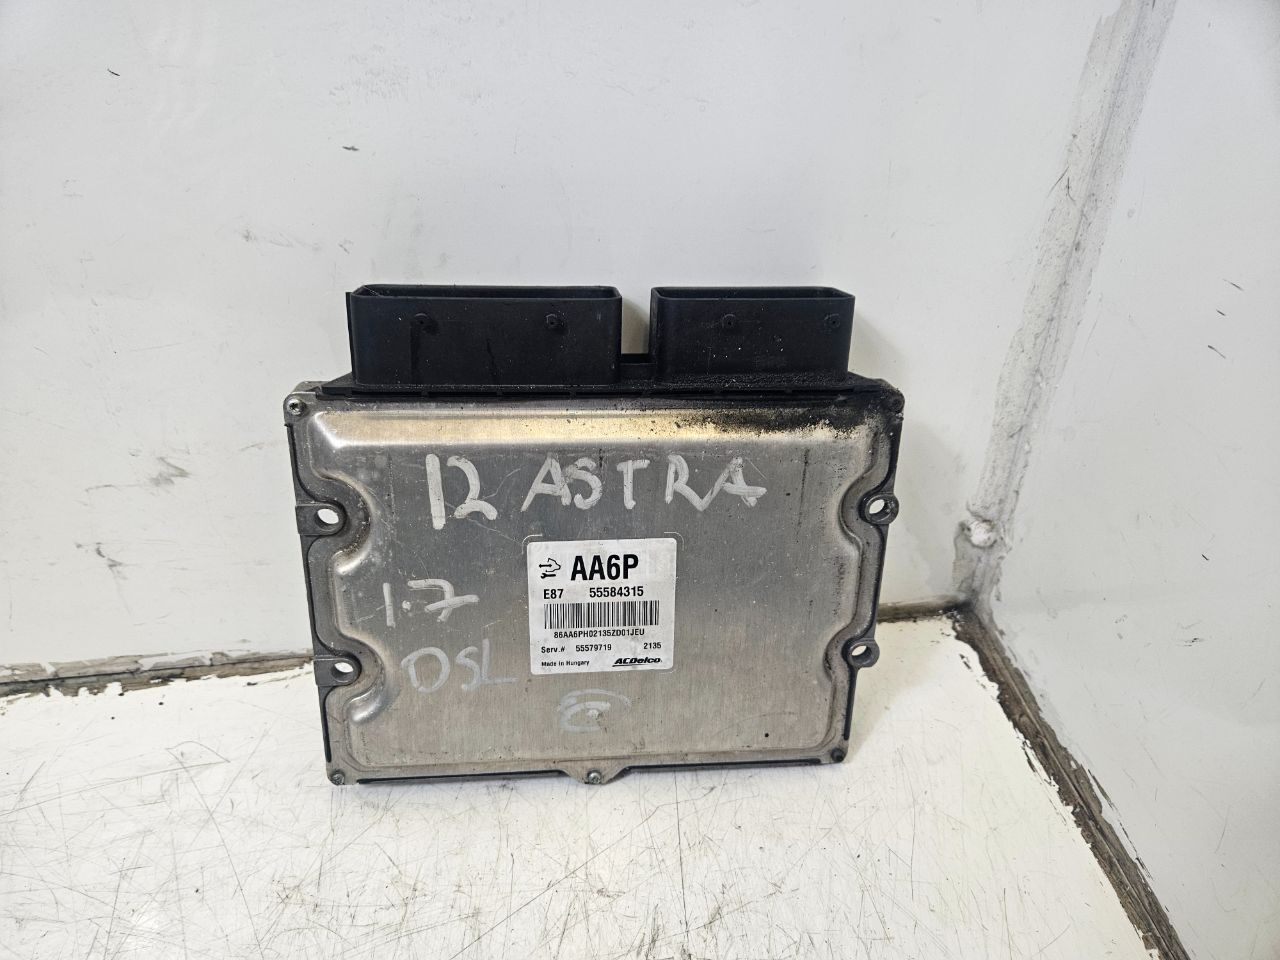 12 ASTRA
1.7
DSL
AA6P
E87 55584315
86AA6PH02135ZD01JEU
Serv.# 55579719 2135
Made in Hungary ACDelco